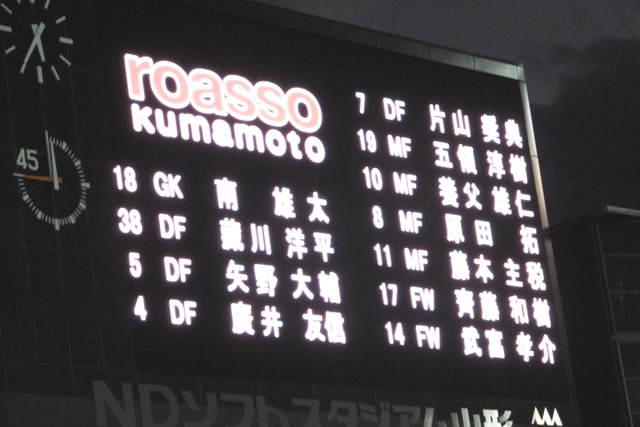 roasso
kumamoto
18 GK 南 雄太
38 DF 藏川 洋平
5 DF 矢野 大輔
4 DF 廣井 友信
7 DF 片山 奨典
19 MF 五領 淳樹
10 MF 養父 雄仁
8 MF 原田 拓
11 MF 藤本 主税
17 FW 齊藤 和樹
14 FW 武富 孝介
45
NDソフトスタジアム山形